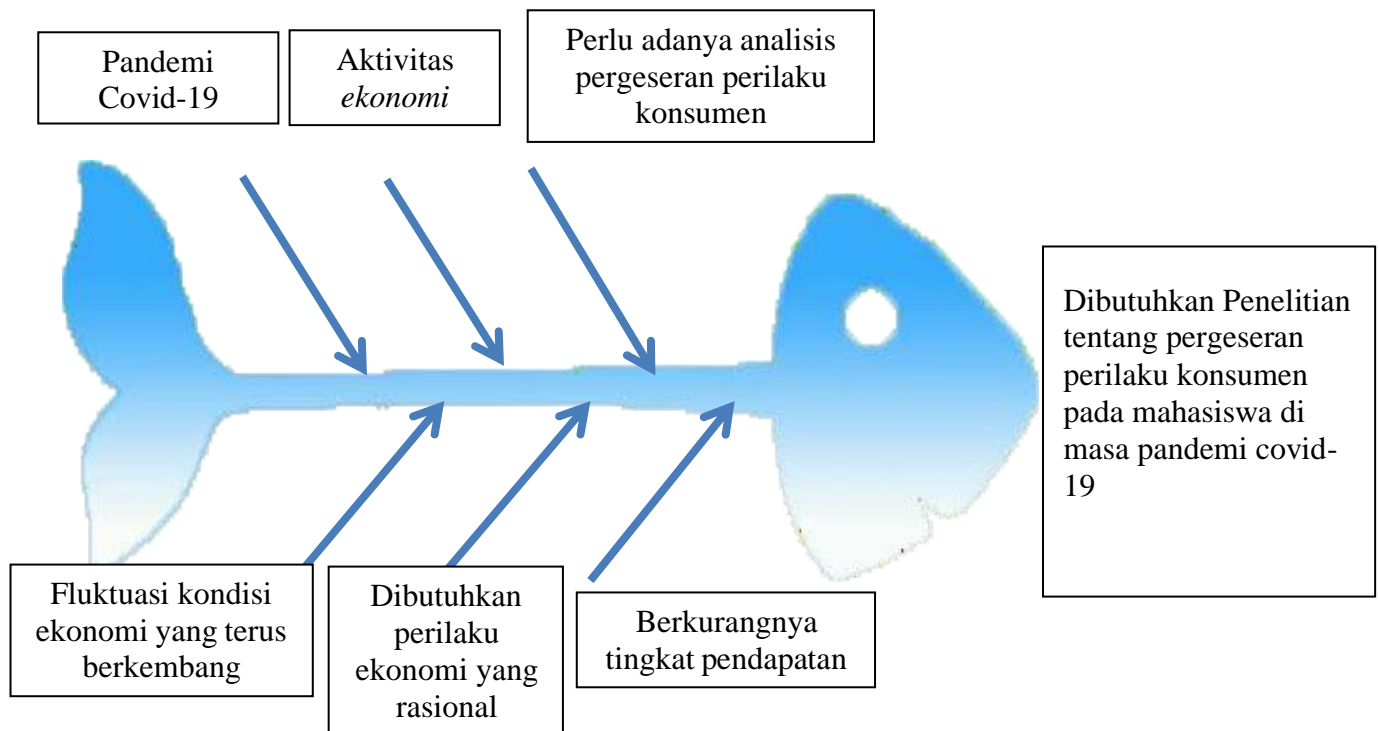 Pandemi
Covid-19
Aktivitas
ekonomi
Perlu adanya analisis
pergeseran perilaku
konsumen
Dibutuhkan Penelitian
tentang pergeseran
perilaku konsumen
pada mahasiswa di
masa pandemi covid-
19
Fluktuasi kondisi
ekonomi yang terus
berkembang
Dibutuhkan
perilaku
ekonomi yang
rasional
Berkurangnya
tingkat pendapatan